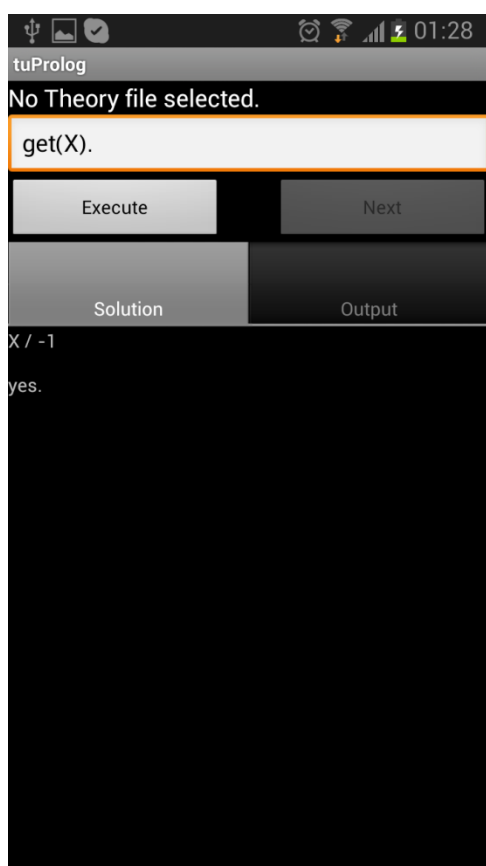 01:28
tuProlog
No Theory file selected.
get(X).
Execute Next
Solution Output
X / -1
yes.